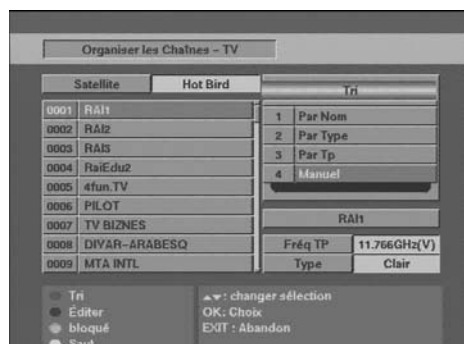 Organiser les Chaînes - TV
Satellite Hot Bird
0001 RAI1
0002 RAI2
0003 RAI3
0004 RaiEdu2
0005 4fun.TV
0006 PILOT
0007 TV BIZNES
0008 DIYAR-ARABESQ
0009 MTA INTL
Tri
1 Par Nom
2 Par Type
3 Par Tp
4 Manuel
RAI1
Fréq TP 11.766GHz(V)
Type Clair
Tri
Éditer
bloqué
Saut
▲▼: changer sélection
OK: Choix
EXIT : Abandon